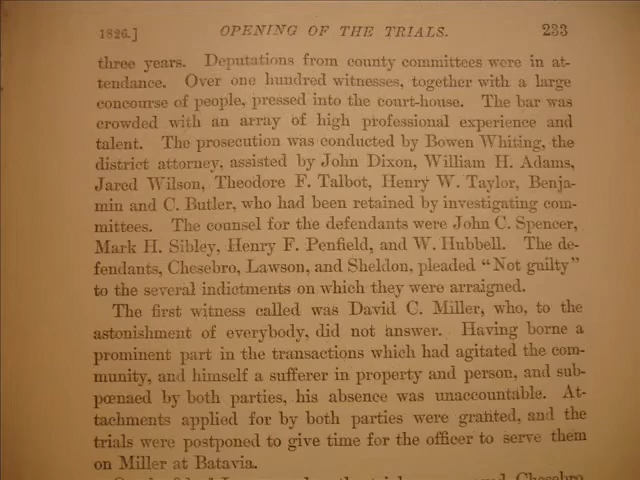 1826.] OPENING OF THE TRIALS. 233
three years. Deputations from county committees were in at-
tendance. Over one hundred witnesses, together with a large
concourse of people, pressed into the court-house. The bar was
crowded with an array of high professional experience and
talent. The prosecution was conducted by Bowen Whiting, the
district attorney, assisted by John Dixon, William H. Adams,
Jared Wilson, Theodore F. Talbot, Henry W. Taylor, Benja-
min and C. Butler, who had been retained by investigating com-
mittees. The counsel for the defendants were John C. Spencer,
Mark H. Sibley, Henry F. Penfield, and W. Hubbell. The de-
fendants, Chesebro, Lawson, and Sheldon, pleaded “Not guilty”
to the several indictments on which they were arraigned.
The first witness called was David C. Miller, who, to the
astonishment of everybody, did not answer. Having borne a
prominent part in the transactions which had agitated the com-
munity, and himself a sufferer in property and person, and sub-
pœnaed by both parties, his absence was unaccountable. At-
tachments applied for by both parties were granted, and the
trials were postponed to give time for the officer to serve them
on Miller at Batavia.
Chesebro